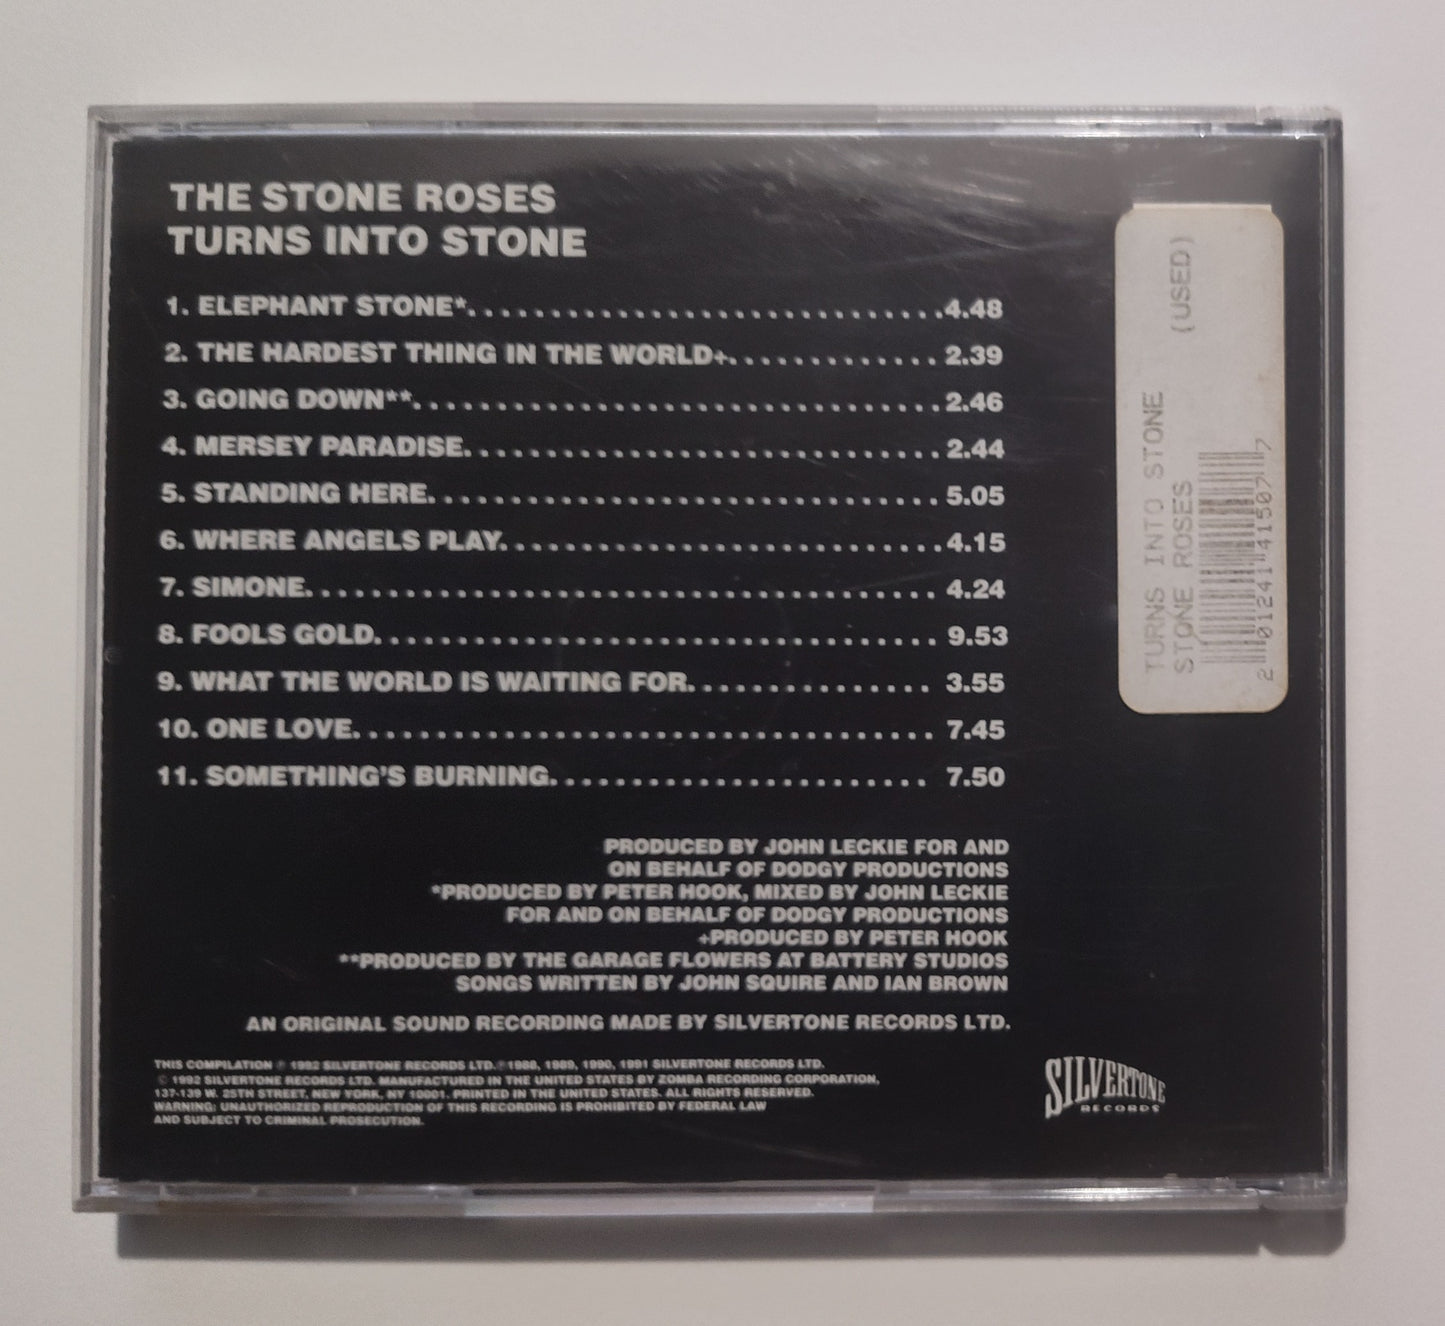 THE STONE ROSES
TURNS INTO STONE
1. ELEPHANT STONE*..............................4.48
2. THE HARDEST THING IN THE WORLD+............. 2.39
3. GOING DOWN**.................................2.46
4. MERSEY PARADISE..............................2.44
5. STANDING HERE................................ 5.05
6. WHERE ANGELS PLAY...........................4.15
7. SIMONE....................................... 4.24
8. FOOLS GOLD................................... 9.53
9. WHAT THE WORLD IS WAITING FOR............... 3.55
10. ONE LOVE.................................... 7.45
11. SOMETHING'S BURNING........................ 7.50
PRODUCED BY JOHN LECKIE FOR AND
ON BEHALF OF DODGY PRODUCTIONS
*PRODUCED BY PETER HOOK, MIXED BY JOHN LECKIE
FOR AND ON BEHALF OF DODGY PRODUCTIONS
+PRODUCED BY PETER HOOK
**PRODUCED BY THE GARAGE FLOWERS AT BATTERY STUDIOS
SONGS WRITTEN BY JOHN SQUIRE AND IAN BROWN
AN ORIGINAL SOUND RECORDING MADE BY SILVERTONE RECORDS LTD.
THIS COMPILATION ℗ 1992 SILVERTONE RECORDS LTD. ℗ 1988, 1989, 1990, 1991 SILVERTONE RECORDS LTD.
© 1992 SILVERTONE RECORDS LTD. MANUFACTURED IN THE UNITED STATES BY ZOMBA RECORDING CORPORATION,
137-139 W. 25TH STREET, NEW YORK, NY 10001. PRINTED IN THE UNITED STATES. ALL RIGHTS RESERVED.
WARNING: UNAUTHORIZED REPRODUCTION OF THIS RECORDING IS PROHIBITED BY FEDERAL LAW
AND SUBJECT TO CRIMINAL PROSECUTION.
SILVERTONE
RECORDS
TURNS INTO STONE
STONE ROSES (USED)
2 01241 41507 7